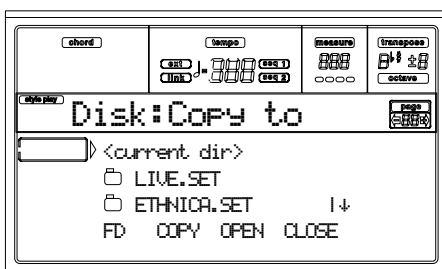 chord tempo measure transpose
ext seq 1
link seq 2
octave
style play Disk:Copy to page
<current dir>
LIVE.SET
ETHNICA.SET
FD COPY OPEN CLOSE